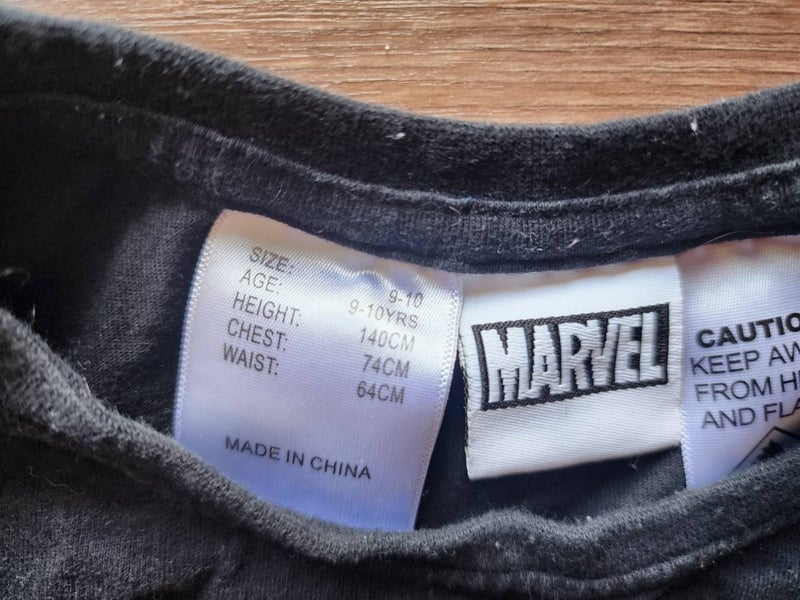 SIZE: 9-10
AGE: 9-10YRS
HEIGHT: 140CM
CHEST: 74CM
WAIST: 64CM
MADE IN CHINA
MARVEL
CAUTIO
KEEP AW
FROM H
AND FLA